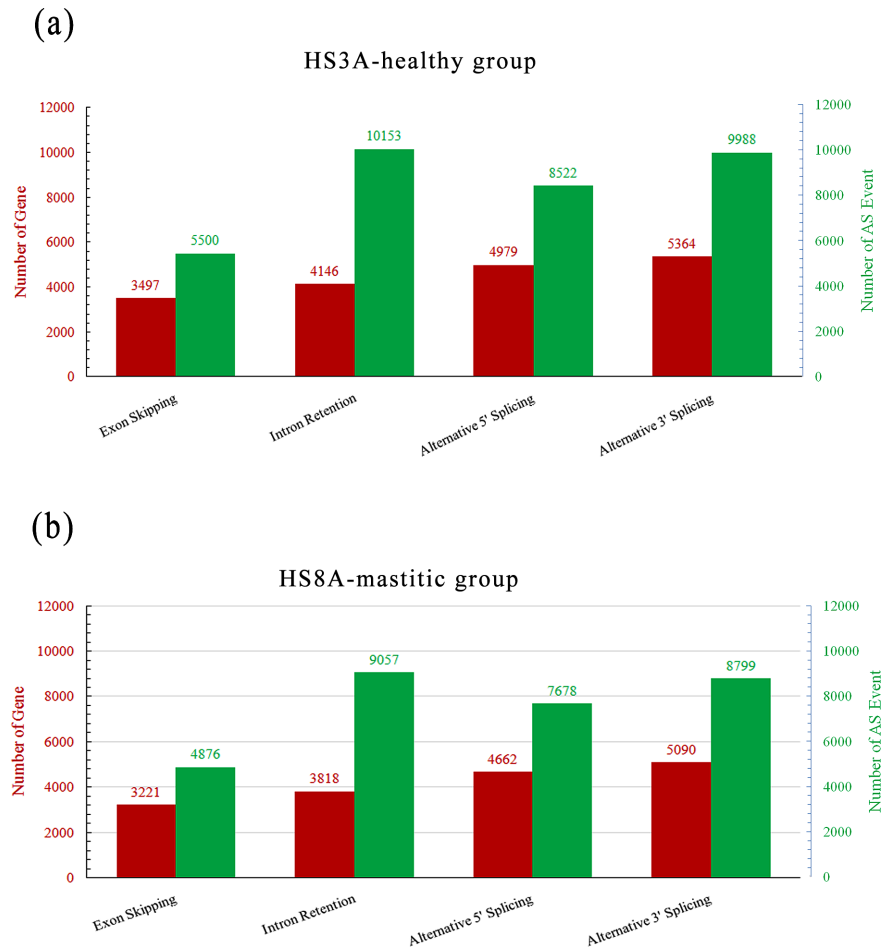 (a)
HS3A-healthy group
Number of Gene
12000
10000
8000
6000
4000
2000
0
3497
5500
4146
10153
4979
8522
5364
9988
12000
10000
8000
6000
4000
2000
0
Number of AS Event
Exon Skipping
Intron Retention
Alternative 5' Splicing
Alternative 3' Splicing
(b)
HS8A-mastitic group
Number of Gene
12000
10000
8000
6000
4000
2000
0
3221
4876
3818
9057
4662
7678
5090
8799
12000
10000
8000
6000
4000
2000
0
Number of AS Event
Exon Skipping
Intron Retention
Alternative 5' Splicing
Alternative 3' Splicing